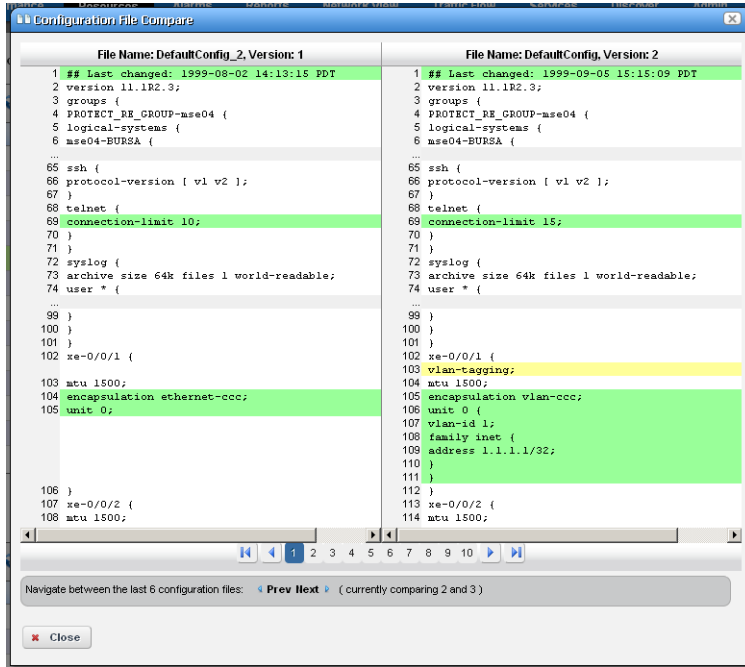 Configuration File Compare
File Name: DefaultConfig_2, Version: 1
1 ## Last changed: 1999-08-02 14:13:15 PDT
2 version 11.1R2.3;
3 groups {
4 PROTECT_RE_GROUP-mse04 {
5 logical-systems {
6 mse04-BURSA {
...
65 ssh {
66 protocol-version [ v1 v2 ];
67 }
68 telnet {
69 connection-limit 10;
70 }
71 }
72 syslog {
73 archive size 64k files 1 world-readable;
74 user * {
...
99 }
100 }
101 }
102 xe-0/0/1 {
103 mtu 1500;
104 encapsulation ethernet-ccc;
105 unit 0;
106 }
107 xe-0/0/2 {
108 mtu 1500;
File Name: DefaultConfig, Version: 2
1 ## Last changed: 1999-09-05 15:15:09 PDT
2 version 11.1R2.3;
3 groups {
4 PROTECT_RE_GROUP-mse04 {
5 logical-systems {
6 mse04-BURSA {
...
65 ssh {
66 protocol-version [ v1 v2 ];
67 }
68 telnet {
69 connection-limit 15;
70 }
71 }
72 syslog {
73 archive size 64k files 1 world-readable;
74 user * {
...
99 }
100 }
101 }
102 xe-0/0/1 {
103 vlan-tagging;
104 mtu 1500;
105 encapsulation vlan-ccc;
106 unit 0 {
107 vlan-id 1;
108 family inet {
109 address 1.1.1.1/32;
110 }
111 }
112 }
113 xe-0/0/2 {
114 mtu 1500;
1 2 3 4 5 6 7 8 9 10
Navigate between the last 6 configuration files: Prev Next ( currently comparing 2 and 3 )
Close